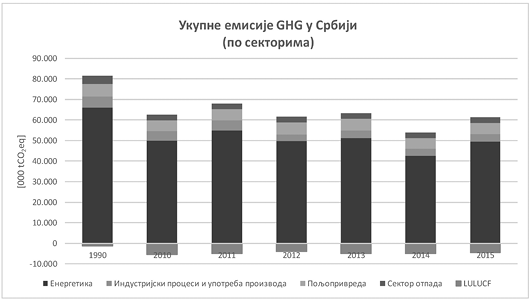 Укупне емисије GHG у Србији
(по секторима)
[000 tCO₂eq]
90.000
80.000
70.000
60.000
50.000
40.000
30.000
20.000
10.000
0
-10.000
1990 2010 2011 2012 2013 2014 2015
Енергетика Индустријски процеси и употреба производа Пољопривреда Сектор отпада LULUCF